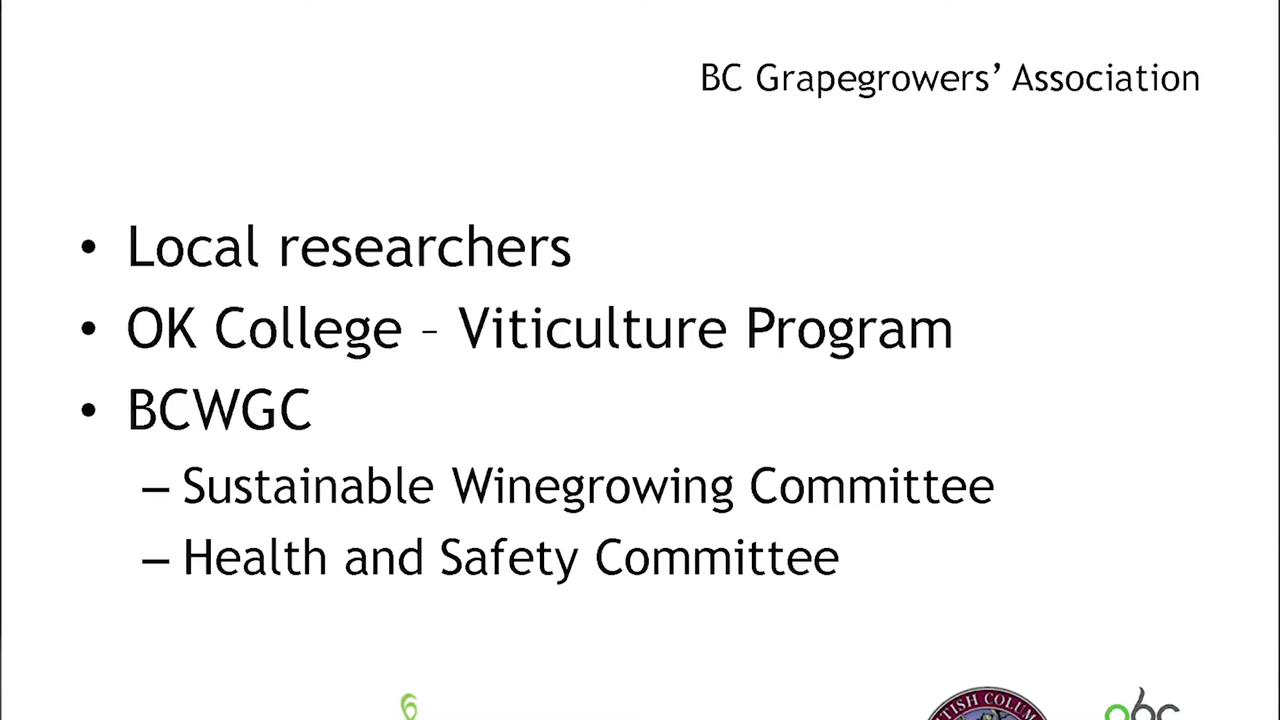 BC Grapegrowers’ Association
• Local researchers
• OK College – Viticulture Program
• BCWGC
– Sustainable Winegrowing Committee
– Health and Safety Committee